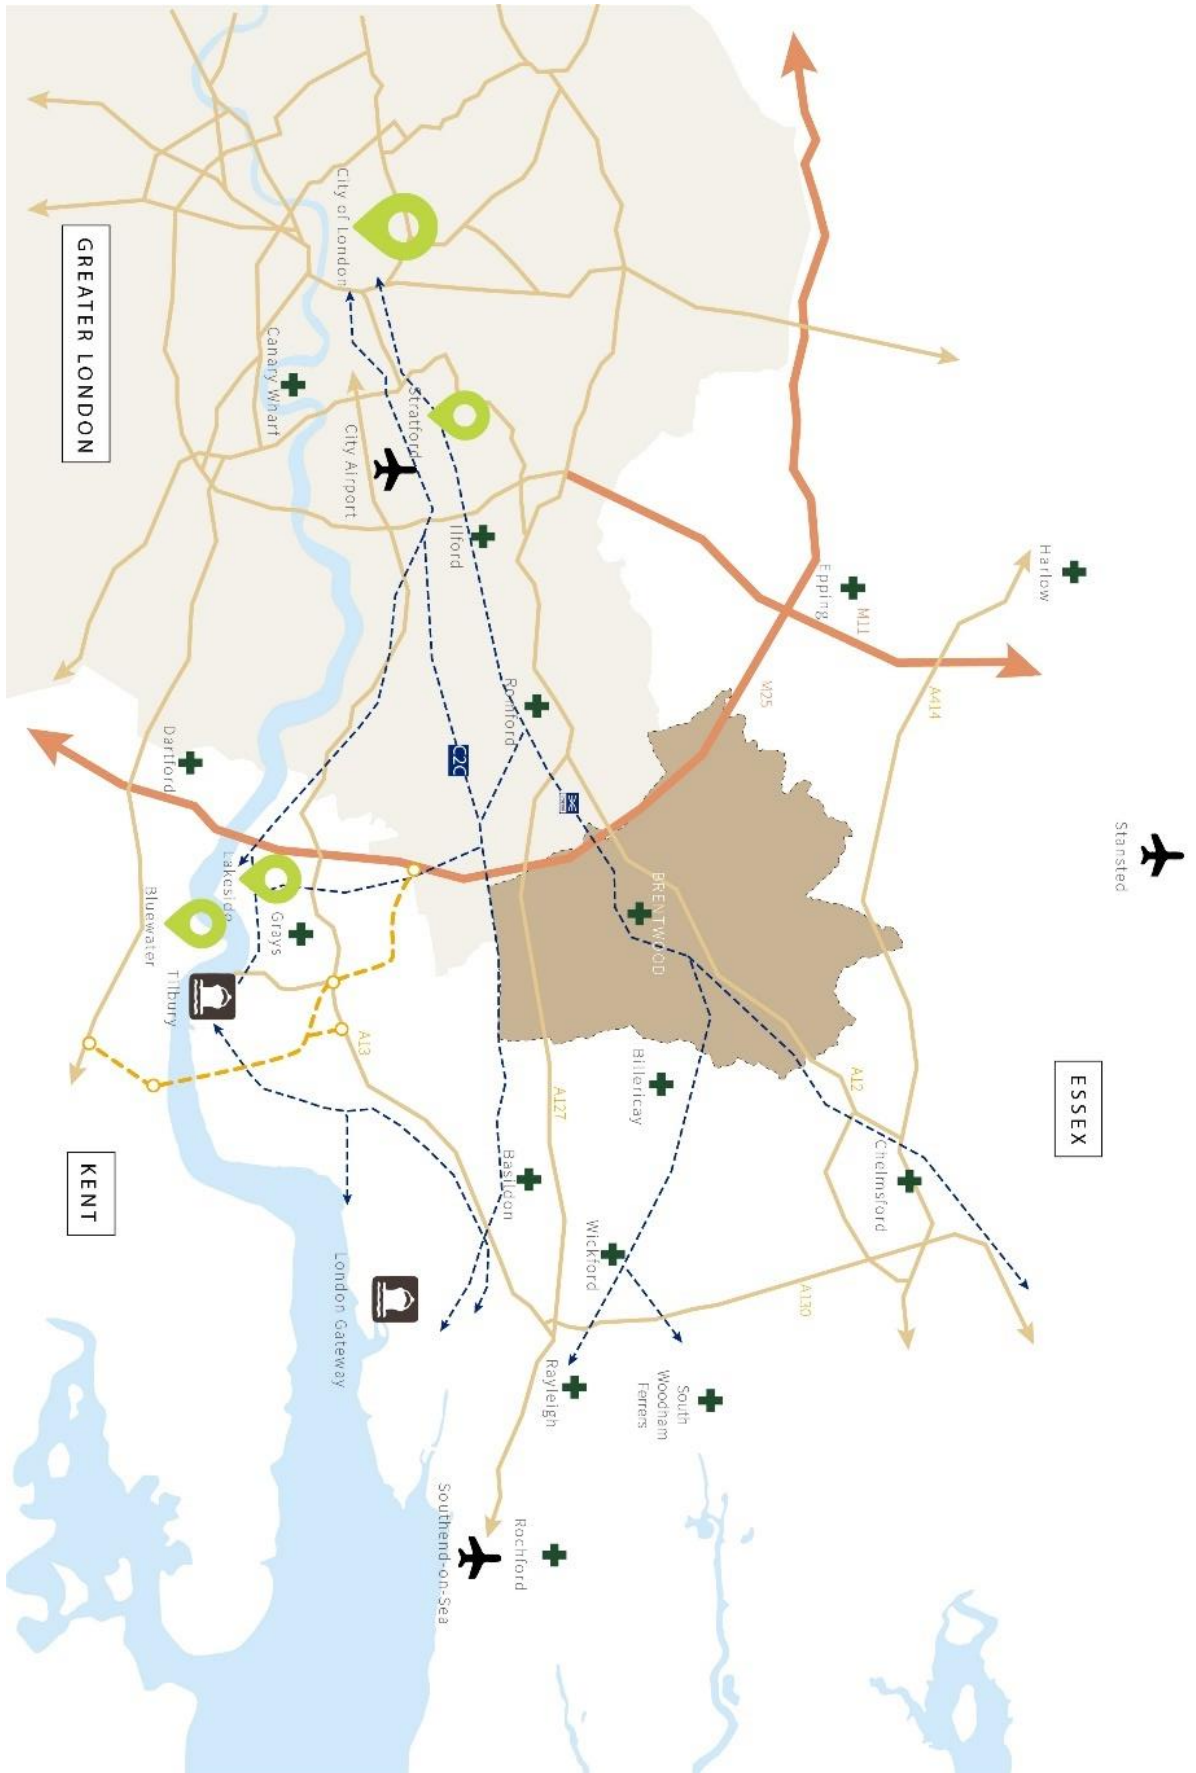 Stansted
Harlow
Epping
M11
A414
M25
ESSEX
Chelmsford
A12
A130
South
Woodham
Ferrers
BRENTWOOD
Billericay
Wickford
Rayleigh
Rochford
Romford
Ilford
Stratford
C2C
A127
Basildon
Southend-on-Sea
City of London
City Airport
Canary Wharf
A13
London Gateway
Grays
Lakeside
Dartford
Bluewater
Tilbury
GREATER LONDON
KENT